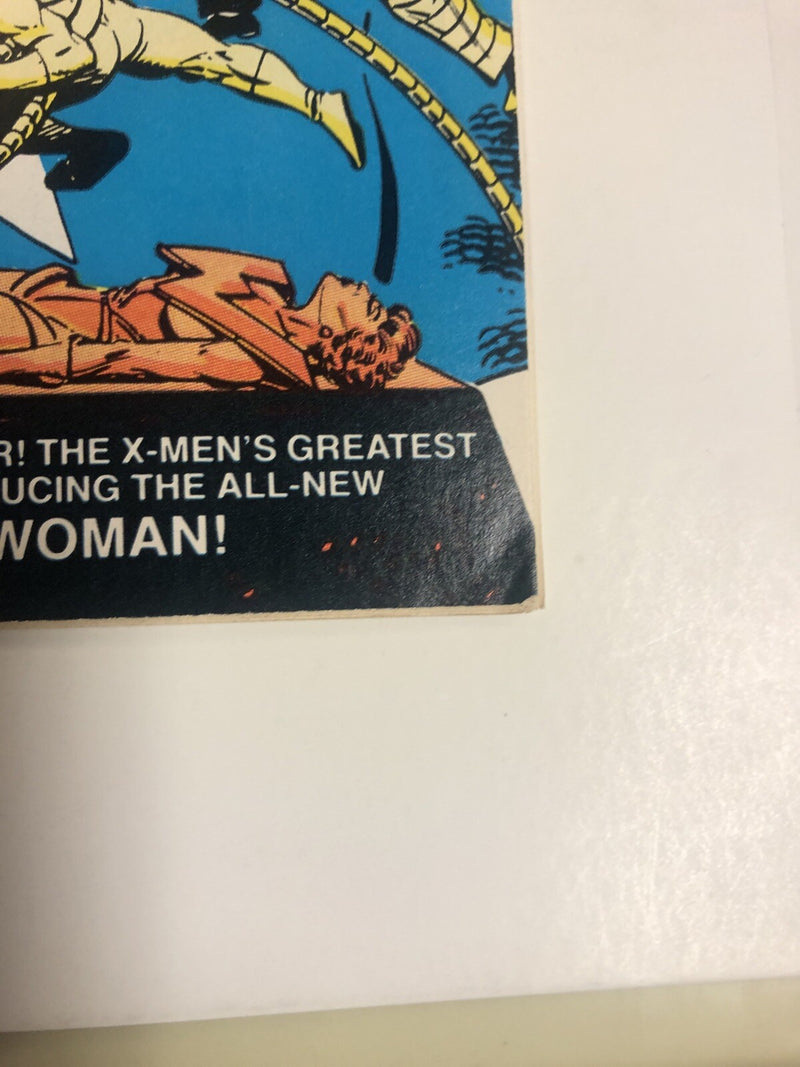 R! THE X-MEN'S GREATEST
UCING THE ALL-NEW
WOMAN!